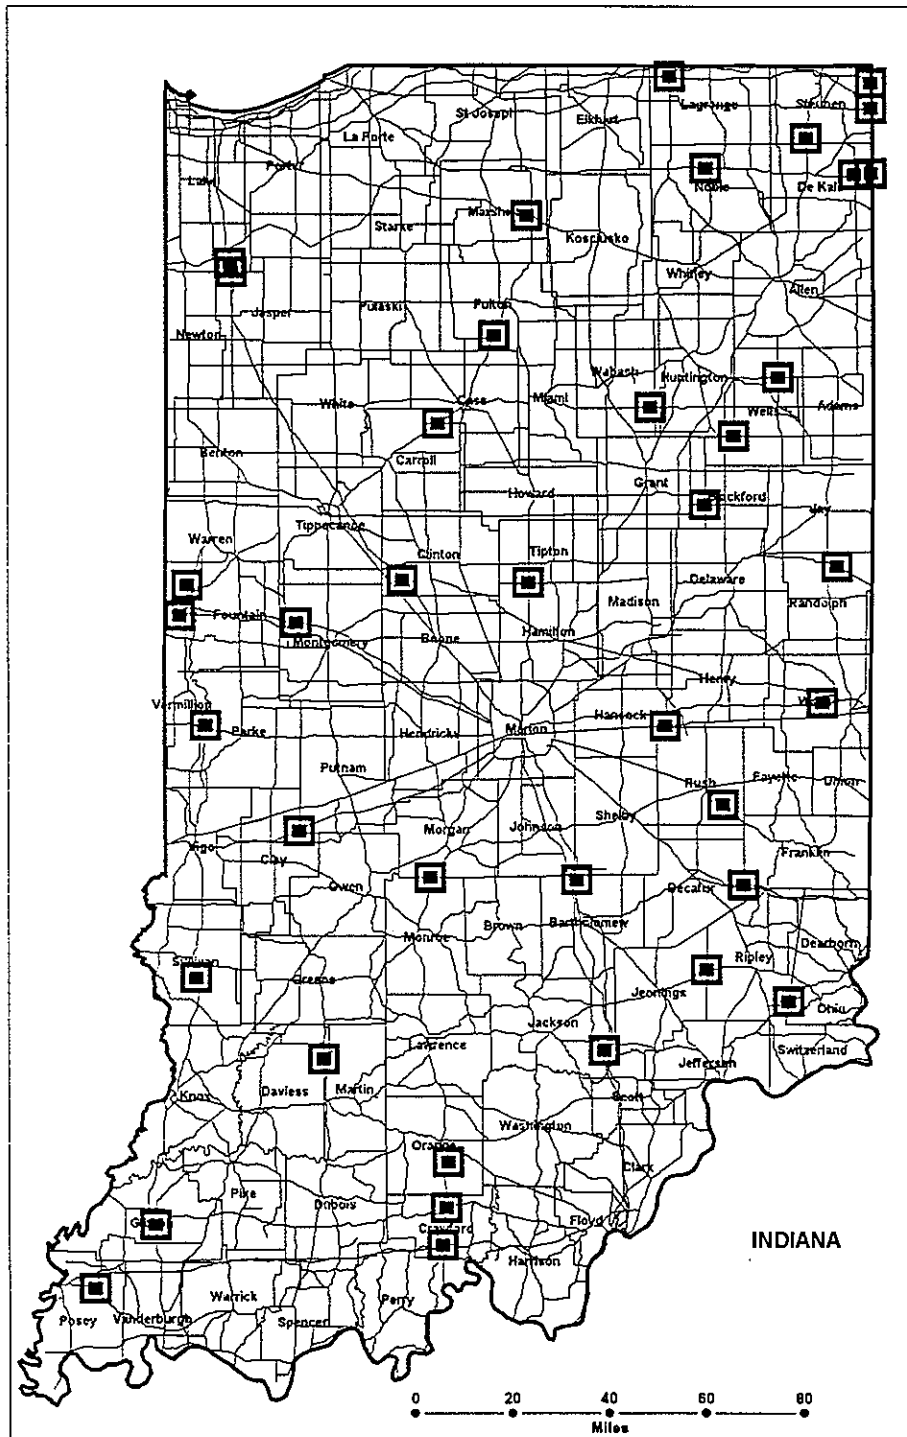 Lagrange
St Josepl
Elkhart
La Porte
Porter
Noble
De Kalb
Starke
Kosciusko
Whitley
Allen
Jasper
Pulaski
Fulton
Newton
Wabash
Huntington
White
Cass
Miami
Wells
Adams
Benton
Carroll
Grant
Howard
Tippecanoe
Jay
Warren
Clinton
Tipton
Delaware
Madison
Randolph
Fountain
Montgomery
Boone
Hamilton
Henry
Vermillion
Hancock
Parke
Hendricks
Marion
Putnam
Rush
Fayette
Union
Morgan
Johnson
Shelby
Vigo
Clay
Franklin
Owen
Decatur
Brown
Bartholomew
Monroe
Dearborn
Sullivan
Greene
Ripley
Jennings
Ohio
Jackson
Lawrence
Switzerland
Jefferson
Knox
Daviess
Martin
Scott
Washington
Orange
Clark
Pike
Dubois
Floyd
Crawford
INDIANA
Harrison
Warrick
Perry
Posey
Vanderburgh
Spencer
0 20 40 60 80
Miles